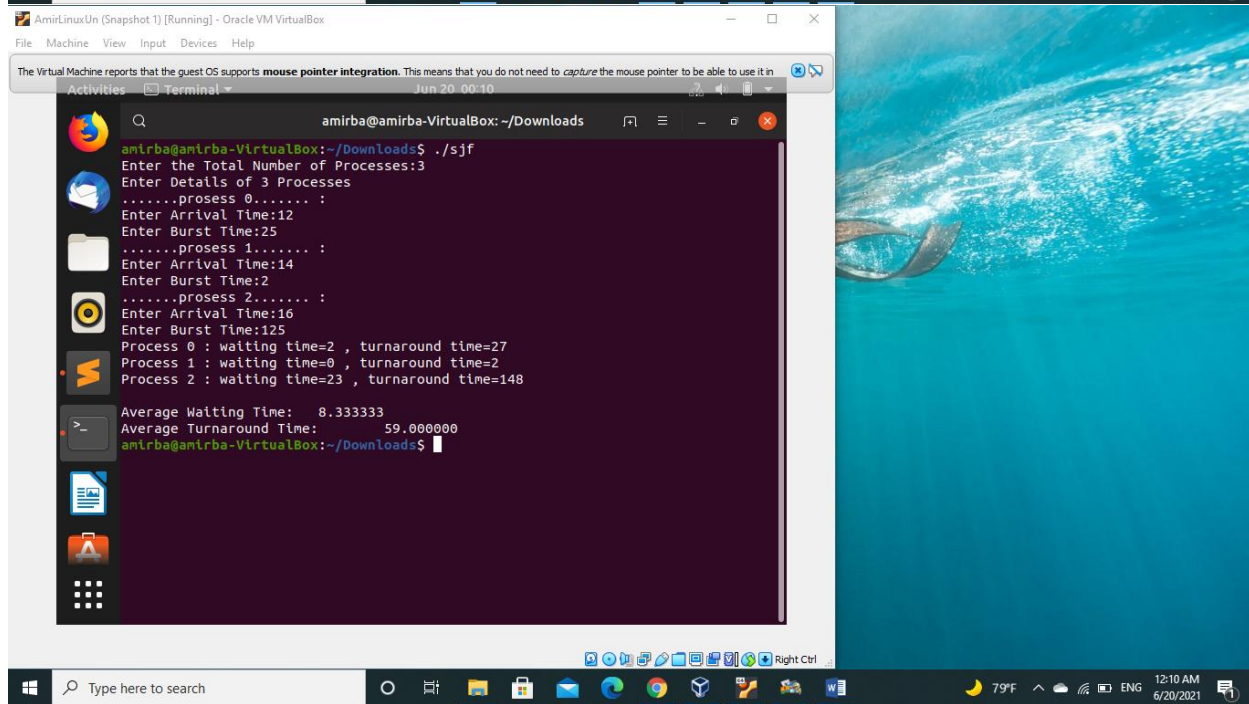 AmirLinuxUn (Snapshot 1) [Running] - Oracle VM VirtualBox
File Machine View Input Devices Help
The Virtual Machine reports that the guest OS supports mouse pointer integration. This means that you do not need to capture the mouse pointer to be able to use it in
Activities Terminal Jun 20 00:10
amirba@amirba-VirtualBox: ~/Downloads
amirba@amirba-VirtualBox:~/Downloads$ ./sjf
Enter the Total Number of Processes:3
Enter Details of 3 Processes
.......prosess 0....... :
Enter Arrival Time:12
Enter Burst Time:25
.......prosess 1....... :
Enter Arrival Time:14
Enter Burst Time:2
.......prosess 2....... :
Enter Arrival Time:16
Enter Burst Time:125
Process 0 : waiting time=2 , turnaround time=27
Process 1 : waiting time=0 , turnaround time=2
Process 2 : waiting time=23 , turnaround time=148
Average Waiting Time: 8.333333
Average Turnaround Time: 59.000000
amirba@amirba-VirtualBox:~/Downloads$
Right Ctrl
Type here to search
79°F ENG
12:10 AM
6/20/2021